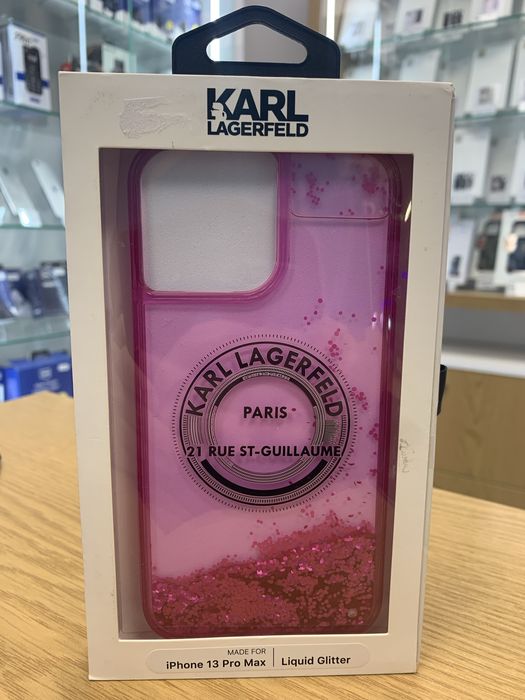 KARL
LAGERFELD
KARL LAGERFELD
PARIS
21 RUE ST-GUILLAUME
MADE FOR
iPhone 13 Pro Max | Liquid Glitter